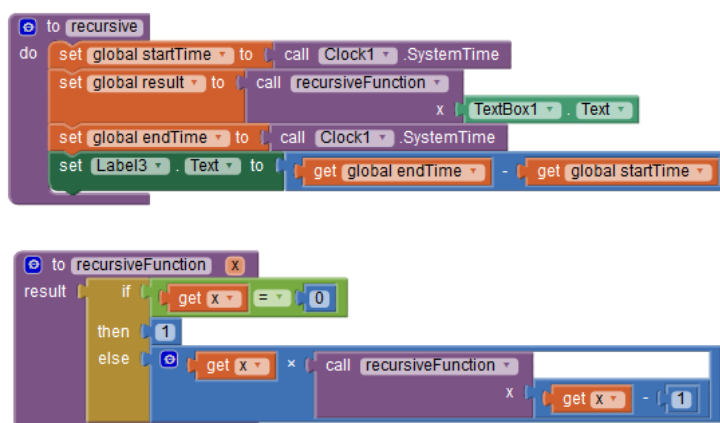 to recursive
do set global startTime to call Clock1 .SystemTime
set global result to call recursiveFunction
x TextBox1 . Text
set global endTime to call Clock1 .SystemTime
set Label3 . Text to get global endTime - get global startTime
to recursiveFunction x
result if get x = 0
then 1
else get x × call recursiveFunction
x get x - 1